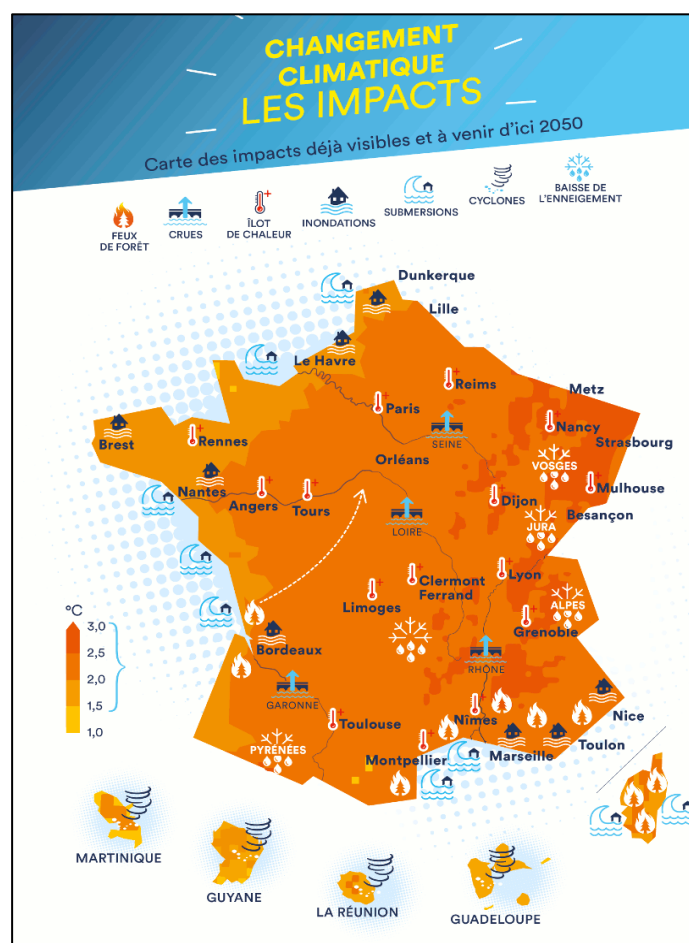 CHANGEMENT
CLIMATIQUE
LES IMPACTS
Carte des impacts déjà visibles et à venir d'ici 2050
FEUX
DE FORÊT
CRUES
ÎLOT
DE CHALEUR
INONDATIONS
SUBMERSIONS
CYCLONES
BAISSE DE
L'ENNEIGEMENT
Dunkerque
Lille
Le Havre
Reims
Metz
Paris
Nancy
Strasbourg
Brest
Rennes
SEINE
Orléans
VOSGES
Nantes
Angers
Tours
Dijon
Mulhouse
Besançon
LOIRE
JURA
Lyon
Clermont
Ferrand
Limoges
ALPES
Grenoble
°C
3,0
2,5
2,0
1,5
1,0
Bordeaux
RHÔNE
GARONNE
Nîmes
Nice
Toulouse
Toulon
Marseille
Montpellier
PYRÉNÉES
MARTINIQUE
GUYANE
LA RÉUNION
GUADELOUPE